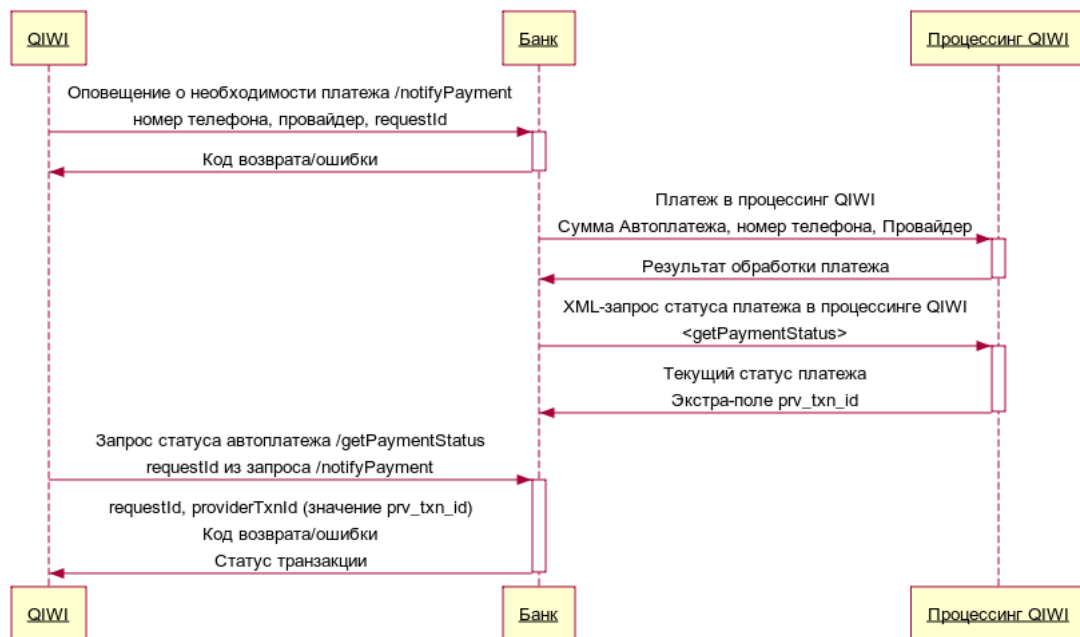 QIWI
Банк
Процессинг QIWI
Оповещение о необходимости платежа /notifyPayment
номер телефона, провайдер, requestId
Код возврата/ошибки
Платеж в процессинг QIWI
Сумма Автоплатежа, номер телефона, Провайдер
Результат обработки платежа
XML-запрос статуса платежа в процессинге QIWI
<getPaymentStatus>
Текущий статус платежа
Экстра-поле prv_txn_id
Запрос статуса автоплатежа /getPaymentStatus
requestId из запроса /notifyPayment
requestId, providerTxnId (значение prv_txn_id)
Код возврата/ошибки
Статус транзакции
QIWI
Банк
Процессинг QIWI